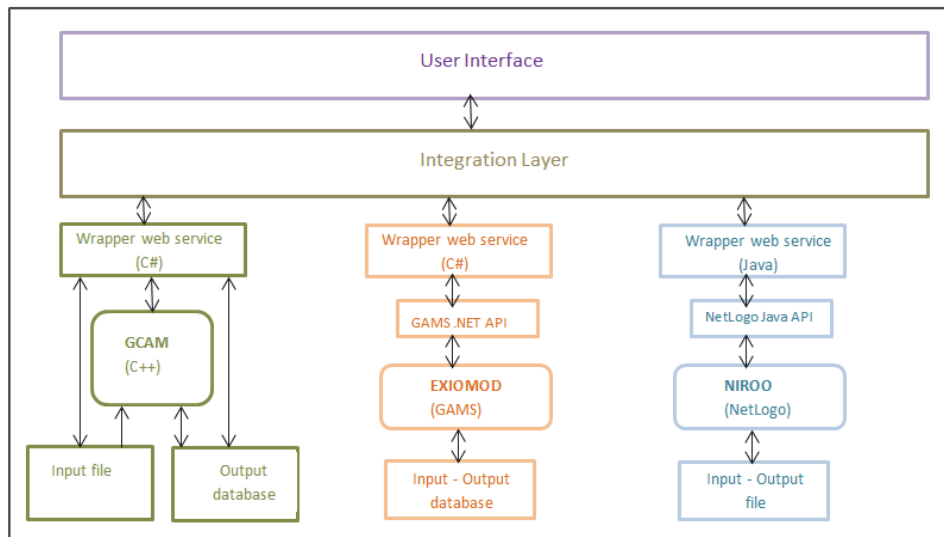 User Interface
Integration Layer
Wrapper web service
(C#)
Wrapper web service
(C#)
Wrapper web service
(Java)
GAMS .NET API
NetLogo Java API
GCAM
(C++)
EXIOMOD
(GAMS)
NIROO
(NetLogo)
Input file
Output
database
Input - Output
database
Input - Output
file